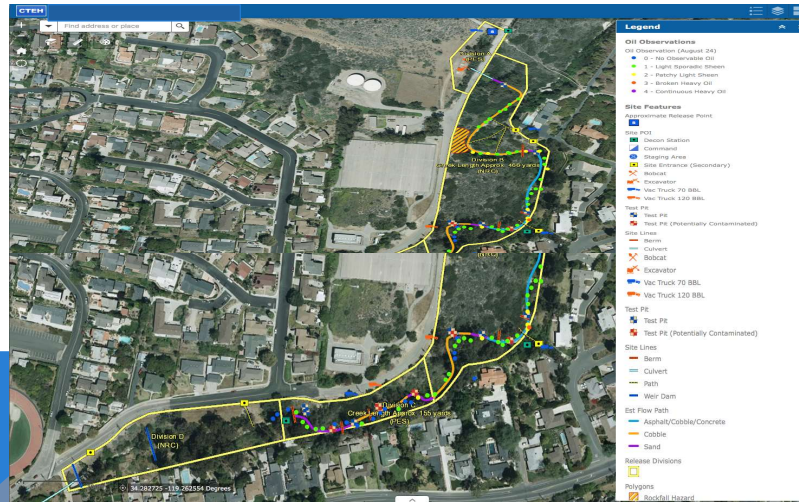 CTEH
Find address or place
Legend
Oil Observations
Oil Observation (August 24)
0 - No Observable Oil
1 - Light Sporadic Sheen
2 - Patchy Light Sheen
3 - Broken Heavy Oil
4 - Continuous Heavy Oil
Site Features
Approximate Release Point
Site POI
Decon Station
Command
Staging Area
Site Entrance (Secondary)
Bobcat
Excavator
Vac Truck 70 BBL
Vac Truck 120 BBL
Test Pit
Test Pit
Test Pit (Potentially Contaminated)
Site Lines
Berm
Culvert
Bobcat
Excavator
Vac Truck 70 BBL
Vac Truck 120 BBL
Test Pit
Test Pit
Test Pit (Potentially Contaminated)
Site Lines
Berm
Culvert
Path
Weir Dam
Est Flow Path
Asphalt/Cobble/Concrete
Cobble
Sand
Release Divisions
Polygons
Rockfall Hazard
(PES)
Division B
Creek Length Approx. 466 yards
(NRC)
(NRC)
Division C
Creek Length Approx. 155 yards
(PES)
Division D
(NRC)
34.282725 -119.262554 Degrees